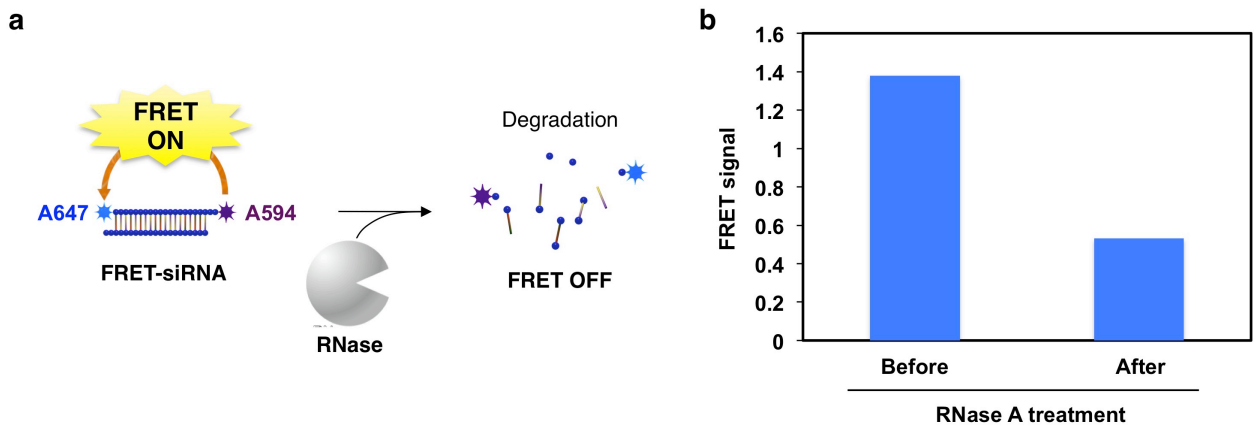 a
FRET
ON
A647
A594
FRET-siRNA
RNase
Degradation
FRET OFF
b
FRET signal
1.6
1.4
1.2
1
0.8
0.6
0.4
0.2
0
Before
After
RNase A treatment